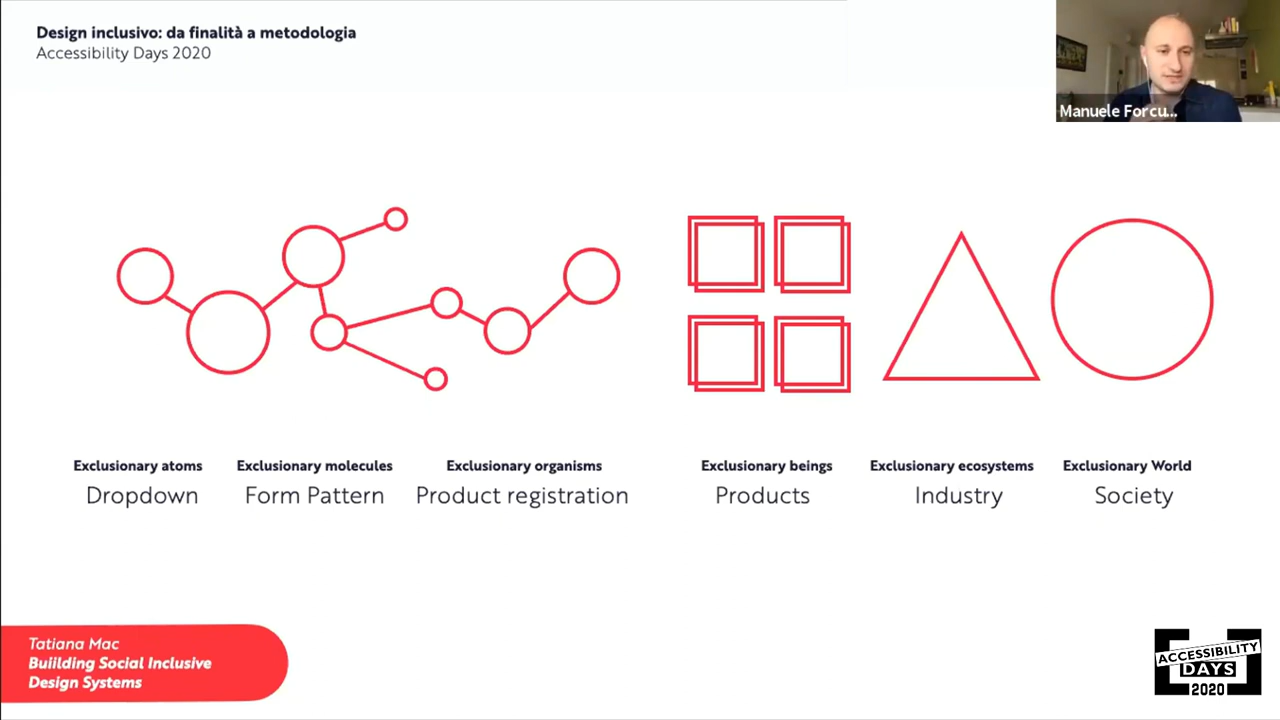 Design inclusivo: da finalità a metodologia
Accessibility Days 2020
Manuele Forcu...
Exclusionary atoms
Dropdown
Exclusionary molecules
Form Pattern
Exclusionary organisms
Product registration
Exclusionary beings
Products
Exclusionary ecosystems
Industry
Exclusionary World
Society
Tatiana Mac
Buiilding Social Inclusive
Design Systems
ACCESSIBILITY
DAYS
2020